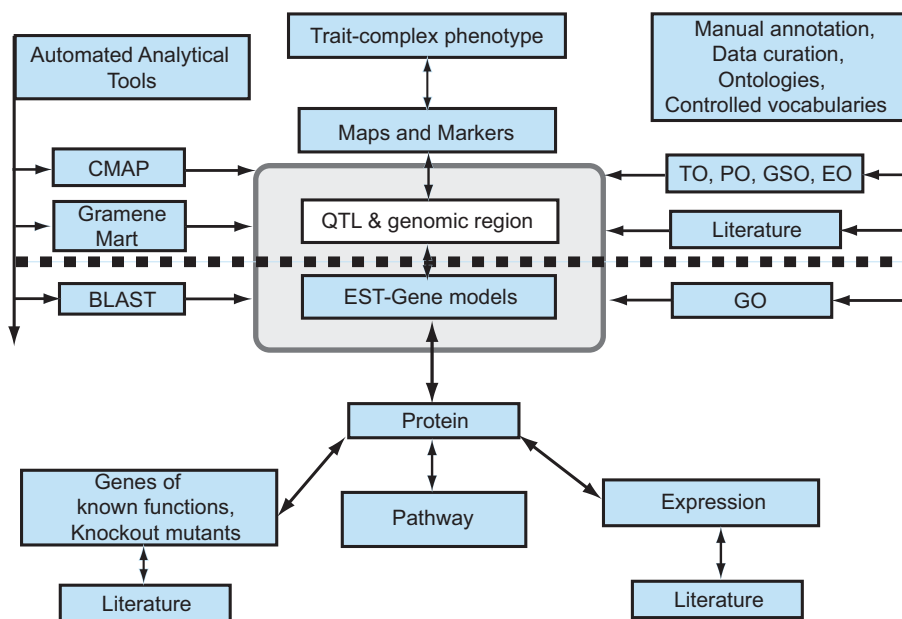 Automated Analytical
Tools
Trait-complex phenotype
Manual annotation,
Data curation,
Ontologies,
Controlled vocabularies
Maps and Markers
CMAP
TO, PO, GSO, EO
Gramene
Mart
QTL & genomic region
Literature
BLAST
EST-Gene models
GO
Protein
Genes of
known functions,
Knockout mutants
Pathway
Expression
Literature
Literature